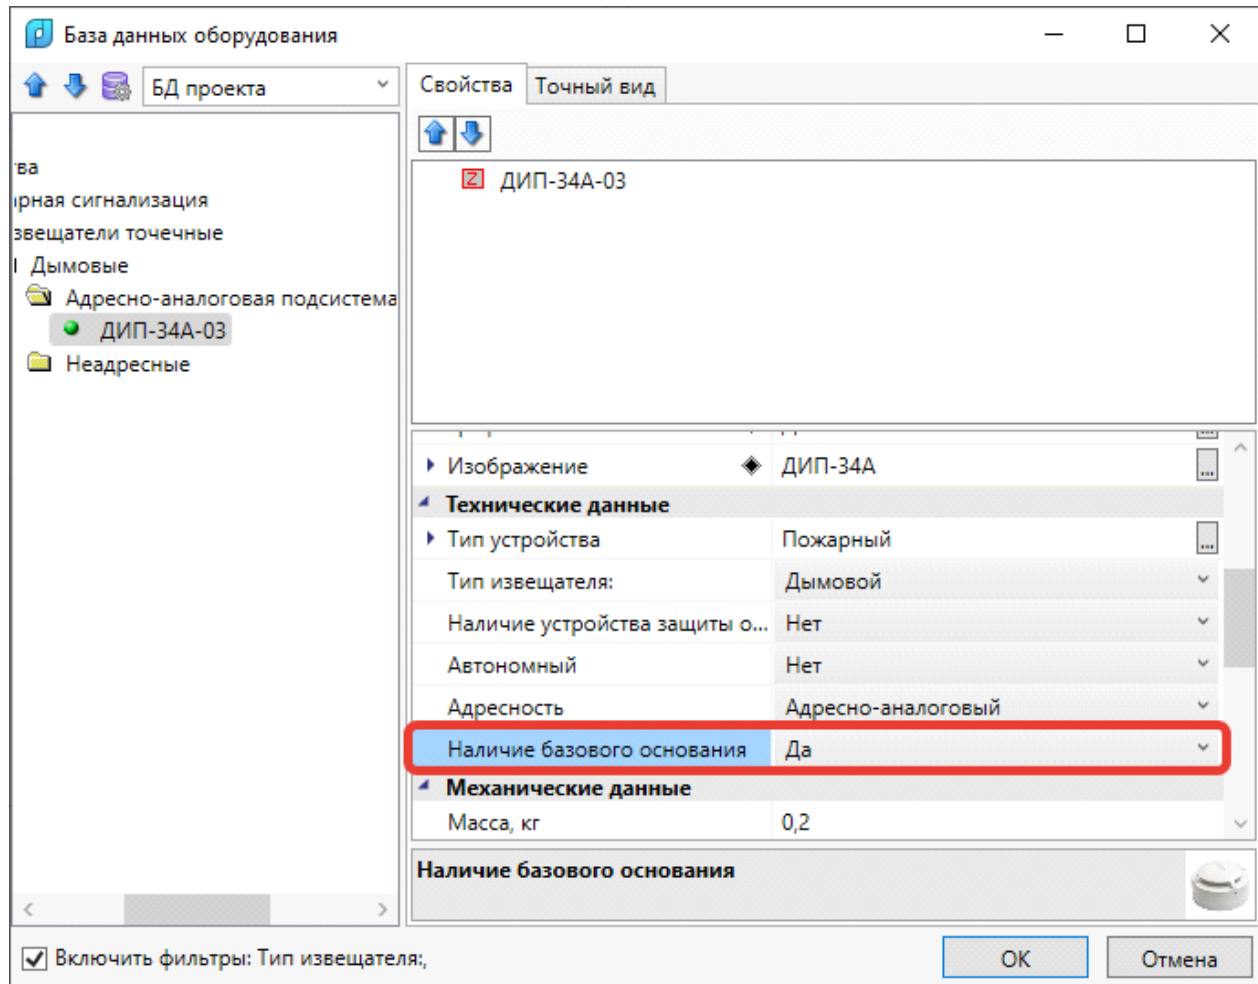 База данных оборудования
БД проекта
Свойства
Точный вид
ва
рная сигнализация
звещатели точечные
Дымовые
Адресно-аналоговая подсистема
ДИП-34А-03
Неадресные
ДИП-34А-03
Изображение ДИП-34А ...
Технические данные
Тип устройства Пожарный ...
Тип извещателя: Дымовой
Наличие устройства защиты о... Нет
Автономный Нет
Адресность Адресно-аналоговый
Наличие базового основания Да
Механические данные
Масса, кг 0,2
Наличие базового основания
Включить фильтры: Тип извещателя:,
ОК
Отмена